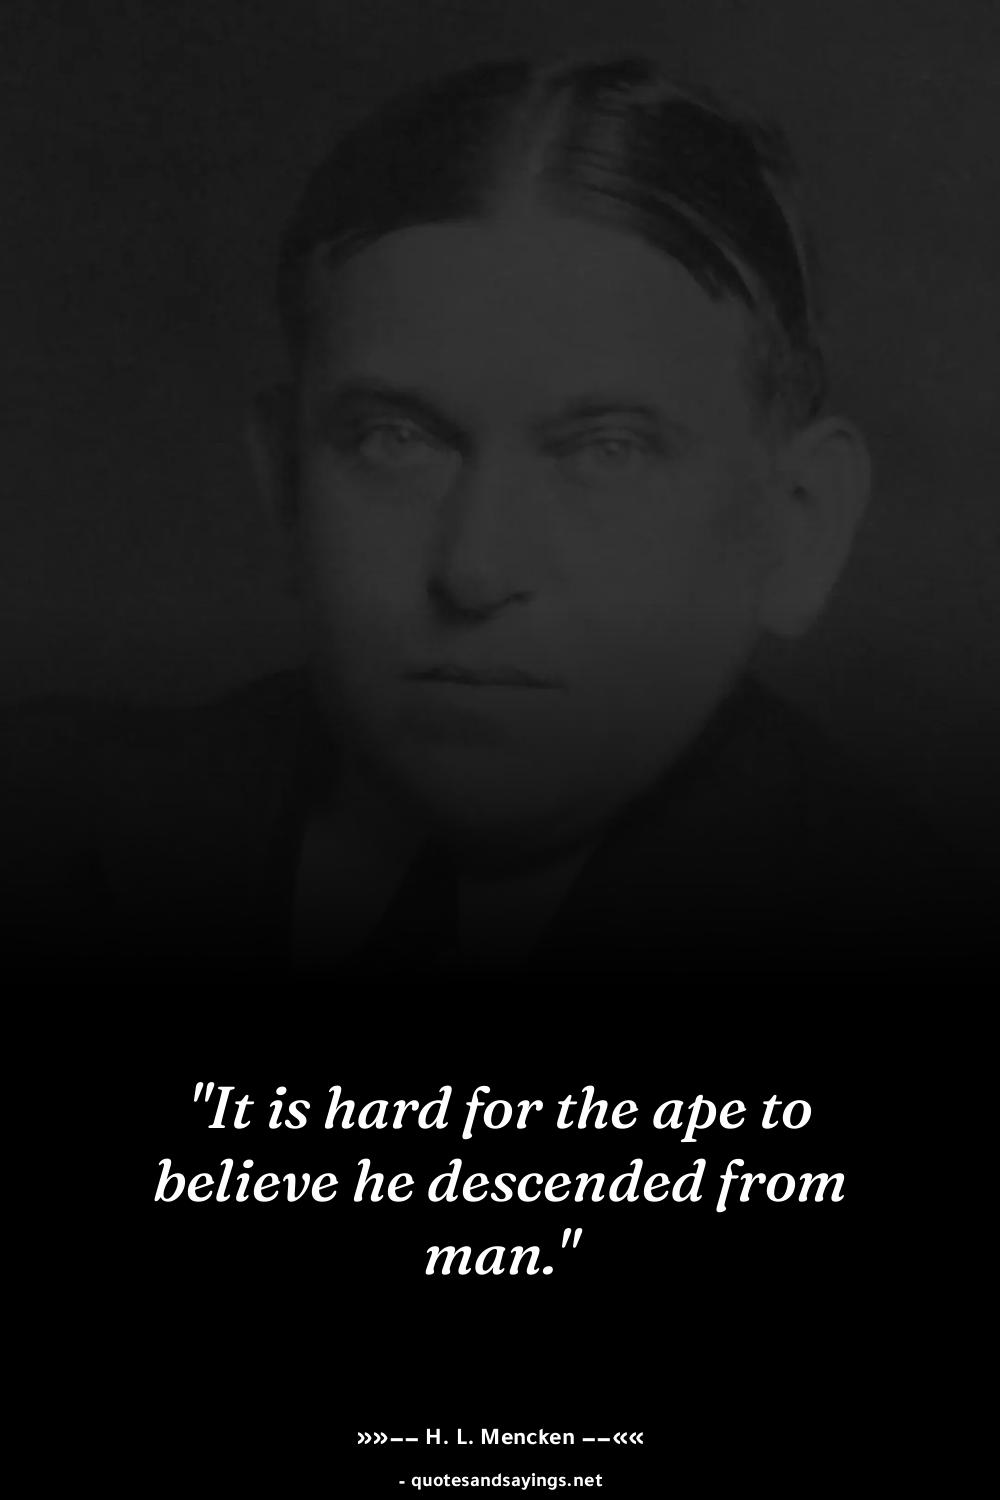 "It is hard for the ape to
believe he descended from
man."
»»−− H. L. Mencken −−««
- quotesandsayings.net